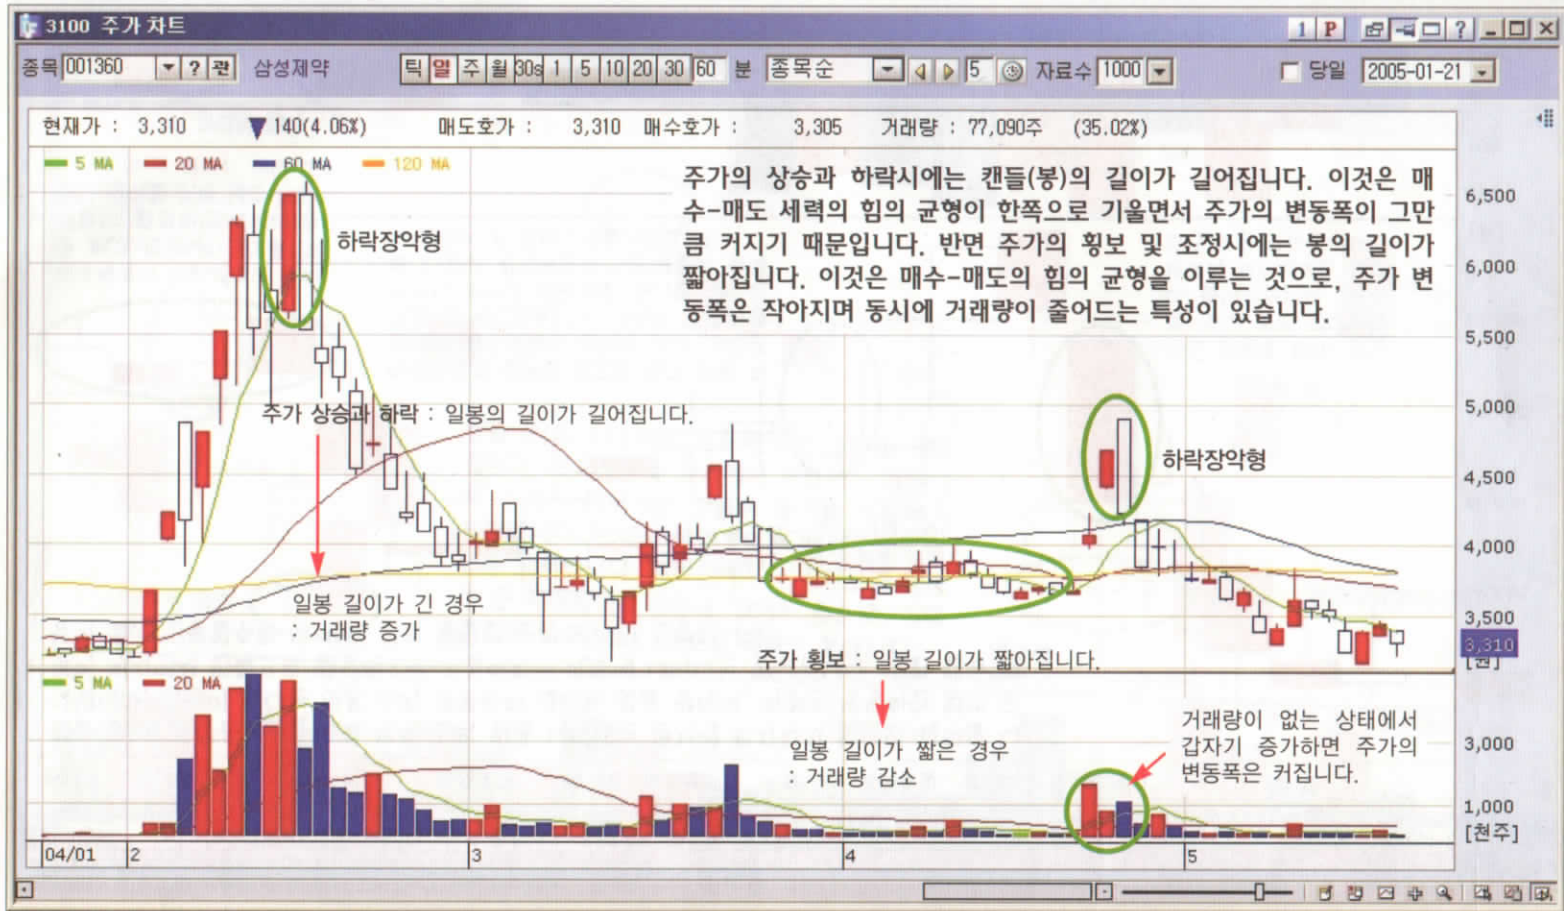 3100 주가 차트
1 P ?
종목 001360 ? 관 삼성제약 틱 일 주 월 30s 1 5 10 20 30 60 분 종목순 5 자료수 1000 당일 2005-01-21
현재가 : 3,310 ▼140(4.06%) 매도호가 : 3,310 매수호가 : 3,305 거래량 : 77,090주 (35.02%)
5 MA 20 MA 60 MA 120 MA
주가의 상승과 하락시에는 캔들(봉)의 길이가 길어집니다. 이것은 매
수-매도 세력의 힘의 균형이 한쪽으로 기울면서 주가의 변동폭이 그만
큼 커지기 때문입니다. 반면 주가의 횡보 및 조정시에는 봉의 길이가
짧아집니다. 이것은 매수-매도의 힘의 균형을 이루는 것으로, 주가 변
동폭은 작아지며 동시에 거래량이 줄어드는 특성이 있습니다.
하락장악형
6,500
6,000
5,500
5,000
4,500
4,000
3,500
3,310
[원]
주가 상승과 하락 : 일봉의 길이가 길어집니다.
하락장악형
일봉 길이가 긴 경우
: 거래량 증가
주가 횡보 : 일봉 길이가 짧아집니다.
5 MA 20 MA
일봉 길이가 짧은 경우
: 거래량 감소
거래량이 없는 상태에서
갑자기 증가하면 주가의
변동폭은 커집니다.
3,000
1,000
[천주]
04/01 2 3 4 5